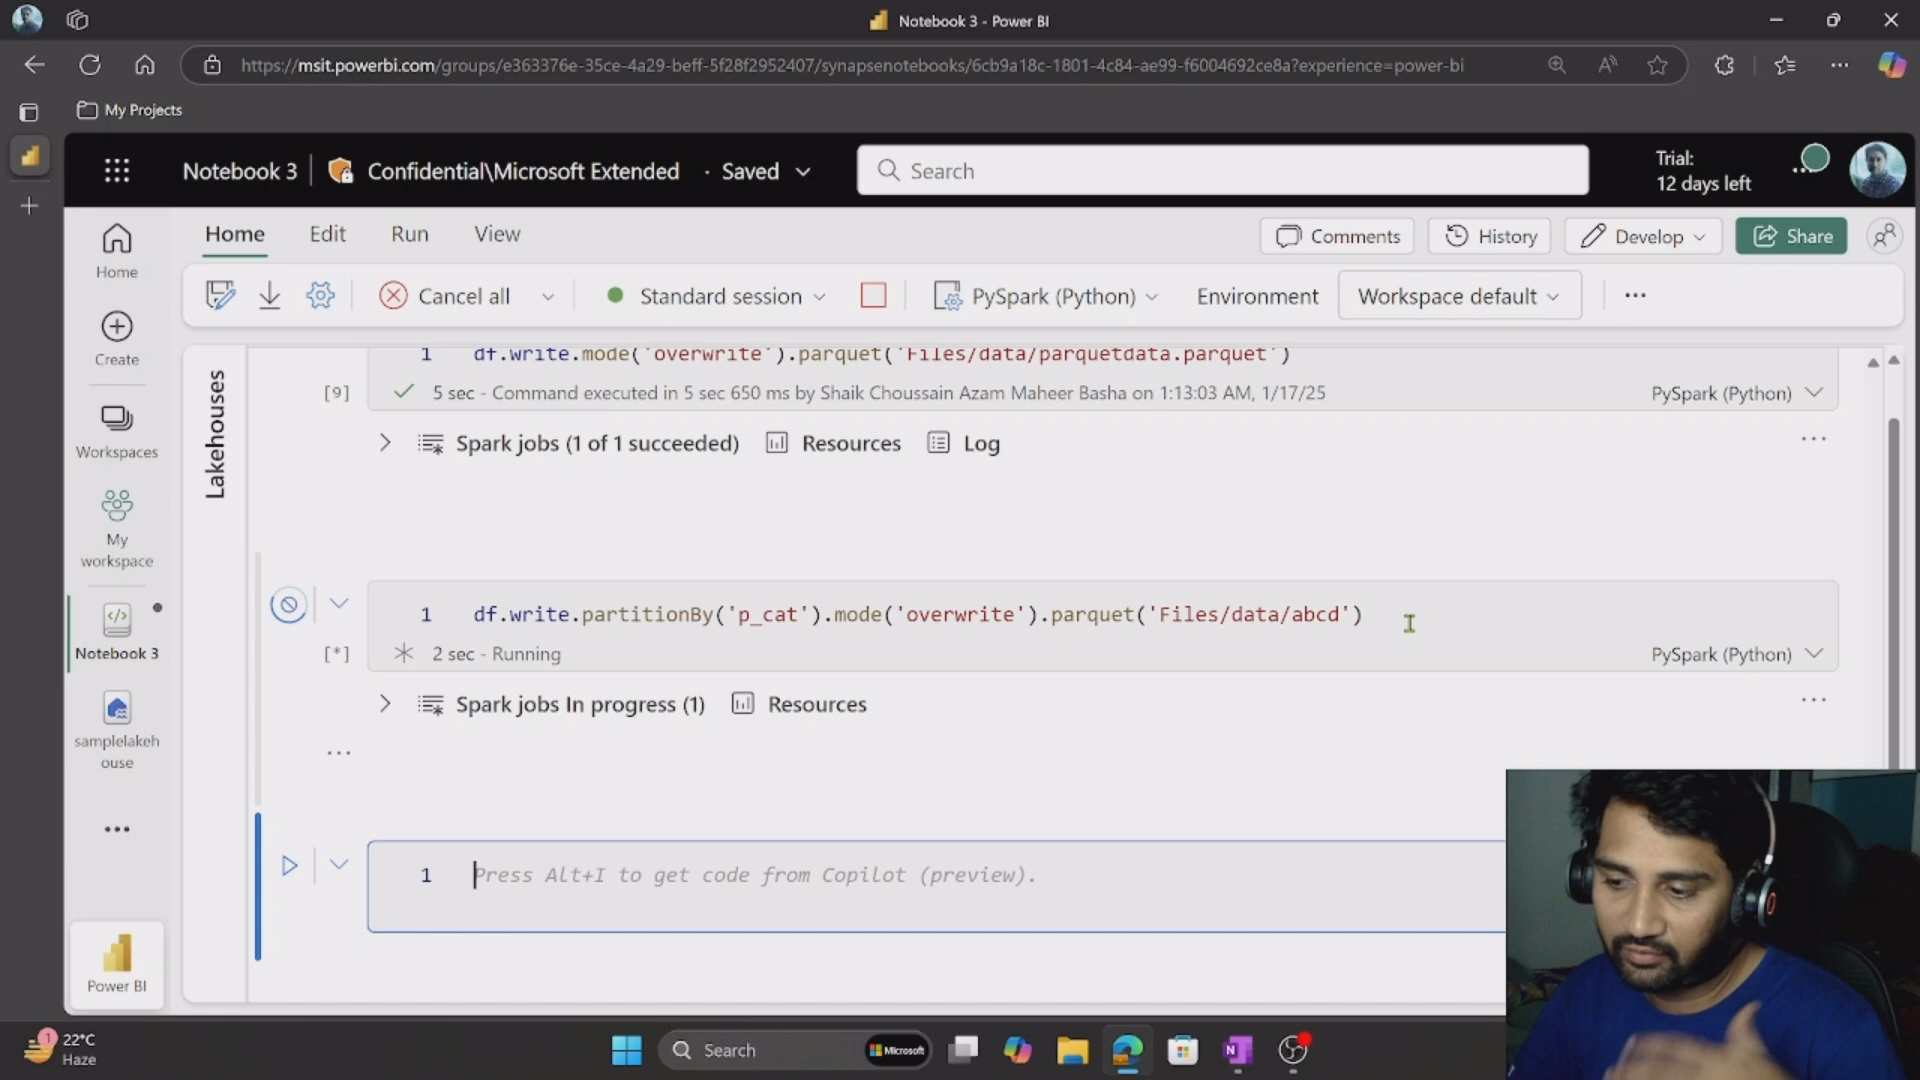 Notebook 3 - Power BI
https://msit.powerbi.com/groups/e363376e-35ce-4a29-beff-5f28f2952407/synapsenotebooks/6cb9a18c-1801-4c84-ae99-f6004692ce8a?experience=power-bi
My Projects
Notebook 3
Confidential\Microsoft Extended
· Saved
Search
Trial:
12 days left
Home
Edit
Run
View
Comments
History
Develop
Share
Cancel all
Standard session
PySpark (Python)
Environment
Workspace default
Home
Create
Workspaces
My
workspace
Notebook 3
samplelakeh
ouse
Power BI
Lakehouses
1 df.write.mode('overwrite').parquet('Files/data/parquetdata.parquet')
[9] 5 sec - Command executed in 5 sec 650 ms by Shaik Choussain Azam Maheer Basha on 1:13:03 AM, 1/17/25 PySpark (Python)
Spark jobs (1 of 1 succeeded) Resources Log
1 df.write.partitionBy('p_cat').mode('overwrite').parquet('Files/data/abcd')
[*] 2 sec - Running PySpark (Python)
Spark jobs In progress (1) Resources
1 Press Alt+I to get code from Copilot (preview).
1
22°C
Haze
Search
Microsoft